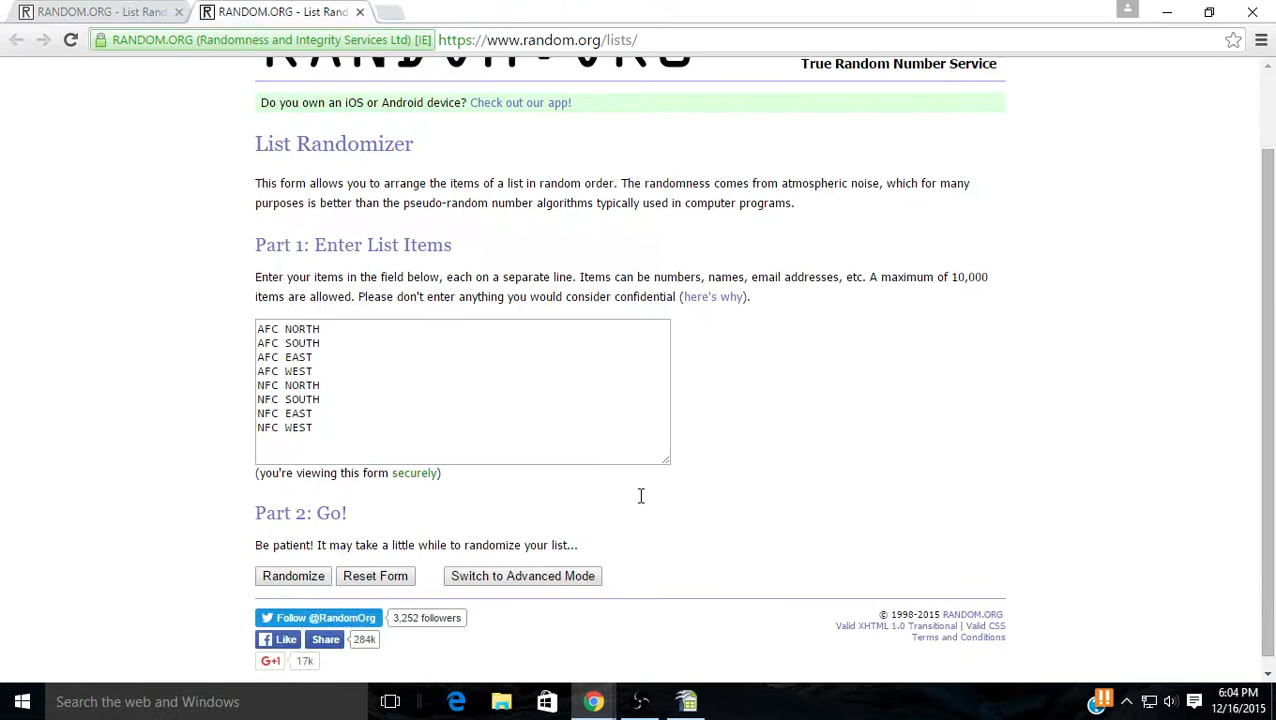 RANDOM.ORG - List Rand
RANDOM.ORG - List Rand
RANDOM.ORG (Randomness and Integrity Services Ltd) [IE]
https://www.random.org/lists/
RANDOM.ORG
True Random Number Service
Do you own an iOS or Android device? Check out our app!
List Randomizer
This form allows you to arrange the items of a list in random order. The randomness comes from atmospheric noise, which for many
purposes is better than the pseudo-random number algorithms typically used in computer programs.
Part 1: Enter List Items
Enter your items in the field below, each on a separate line. Items can be numbers, names, email addresses, etc. A maximum of 10,000
items are allowed. Please don't enter anything you would consider confidential (here's why).
AFC NORTH
AFC SOUTH
AFC EAST
AFC WEST
NFC NORTH
NFC SOUTH
NFC EAST
NFC WEST
(you're viewing this form securely)
Part 2: Go!
Be patient! It may take a little while to randomize your list...
Randomize
Reset Form
Switch to Advanced Mode
Follow @RandomOrg
3,252 followers
Like
Share
284k
G+1
17k
© 1998-2015 RANDOM.ORG
Valid XHTML 1.0 Transitional | Valid CSS
Terms and Conditions
Search the web and Windows
6:04 PM
12/16/2015